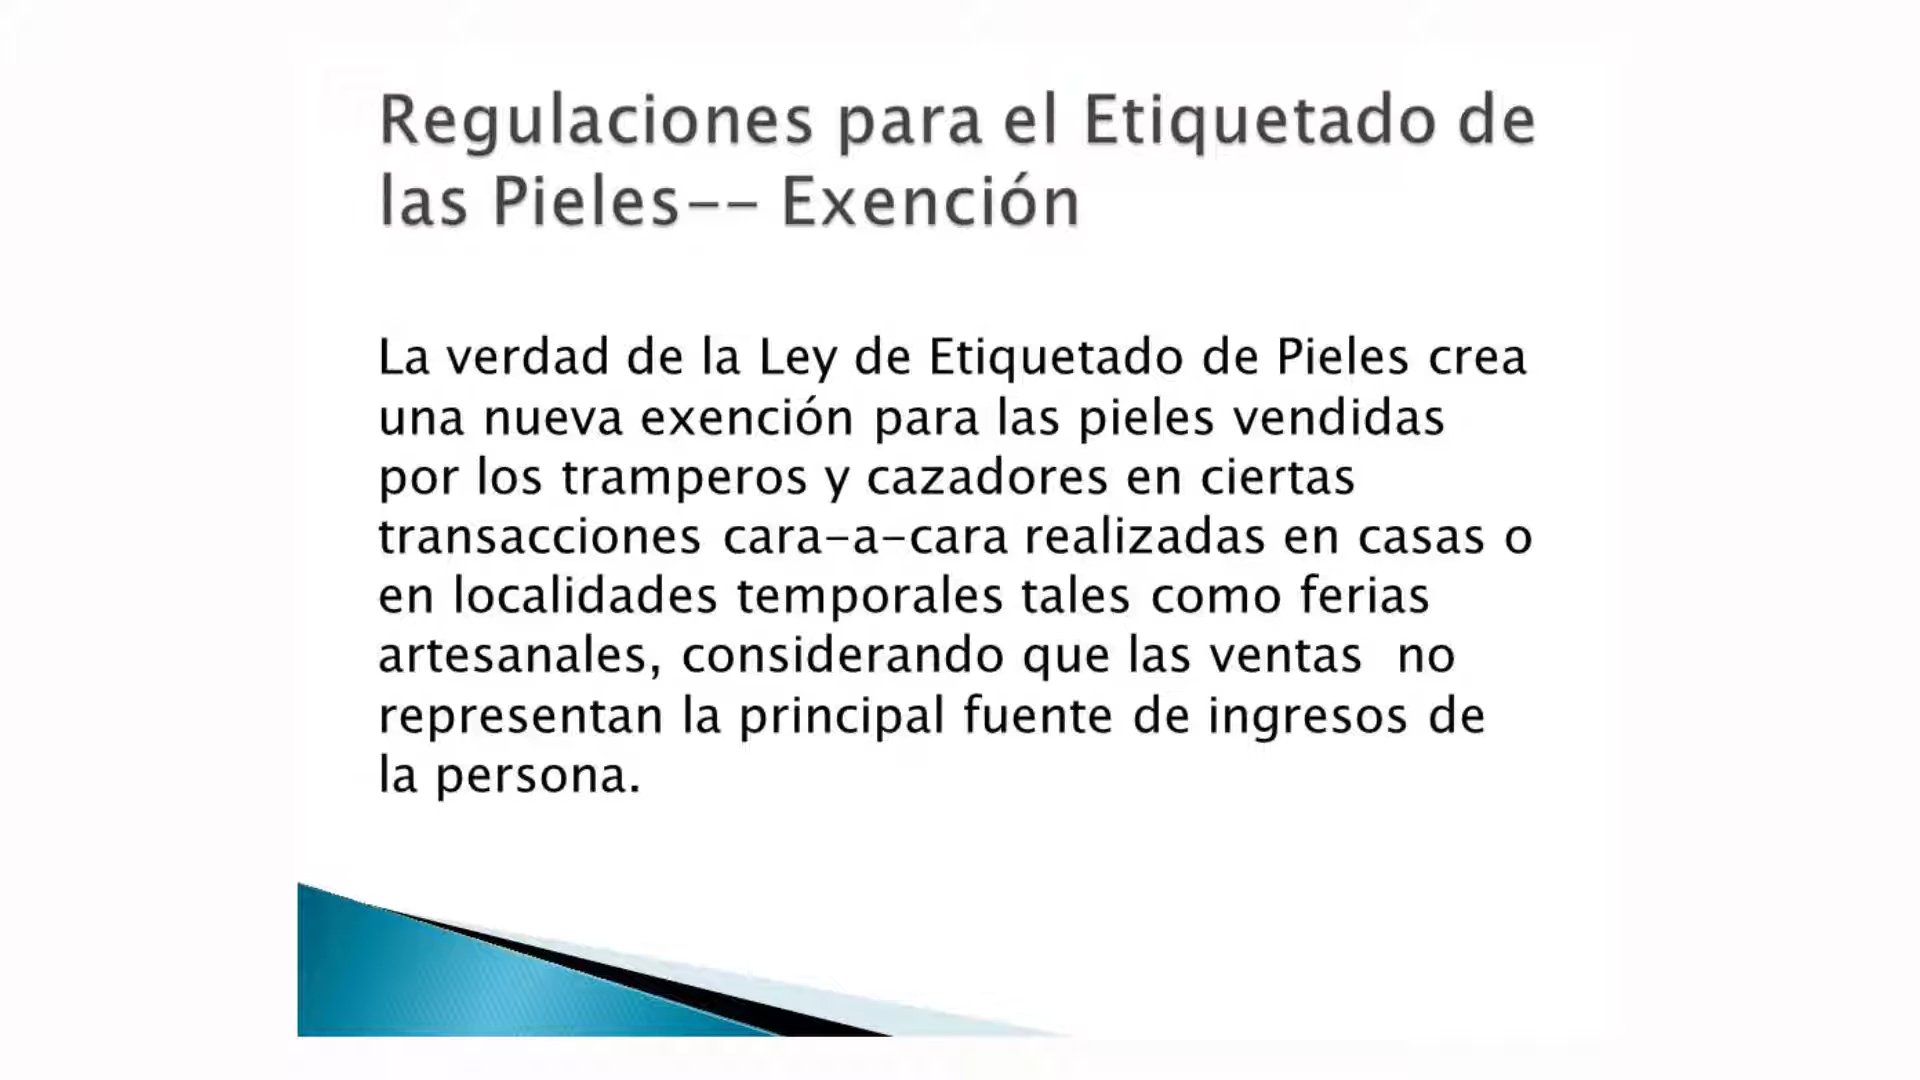 Regulaciones para el Etiquetado de
las Pieles-- Exención
La verdad de la Ley de Etiquetado de Pieles crea
una nueva exención para las pieles vendidas
por los tramperos y cazadores en ciertas
transacciones cara-a-cara realizadas en casas o
en localidades temporales tales como ferias
artesanales, considerando que las ventas  no
representan la principal fuente de ingresos de
la persona.